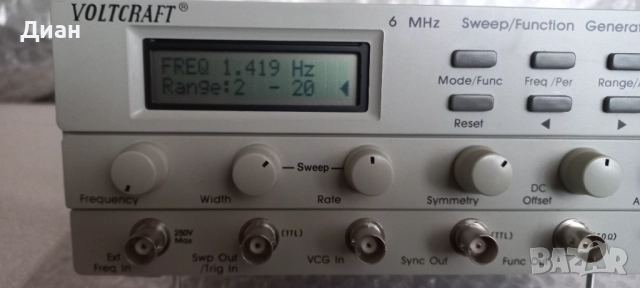 Диан
VOLTCRAFT®
6 MHz Sweep/Function Genera
FREQ 1.419 Hz
Range:2 - 20 ◀
Mode/Func
Freq/Per
Range/
Reset
◀
▶
Frequency
Width
Sweep
Rate
Symmetry
DC
Offset
A
Ext
Freq In
250V
Max
Swp Out
/Trig In
(TTL)
VCG In
Sync Out
(TTL)
Func
BAZAR